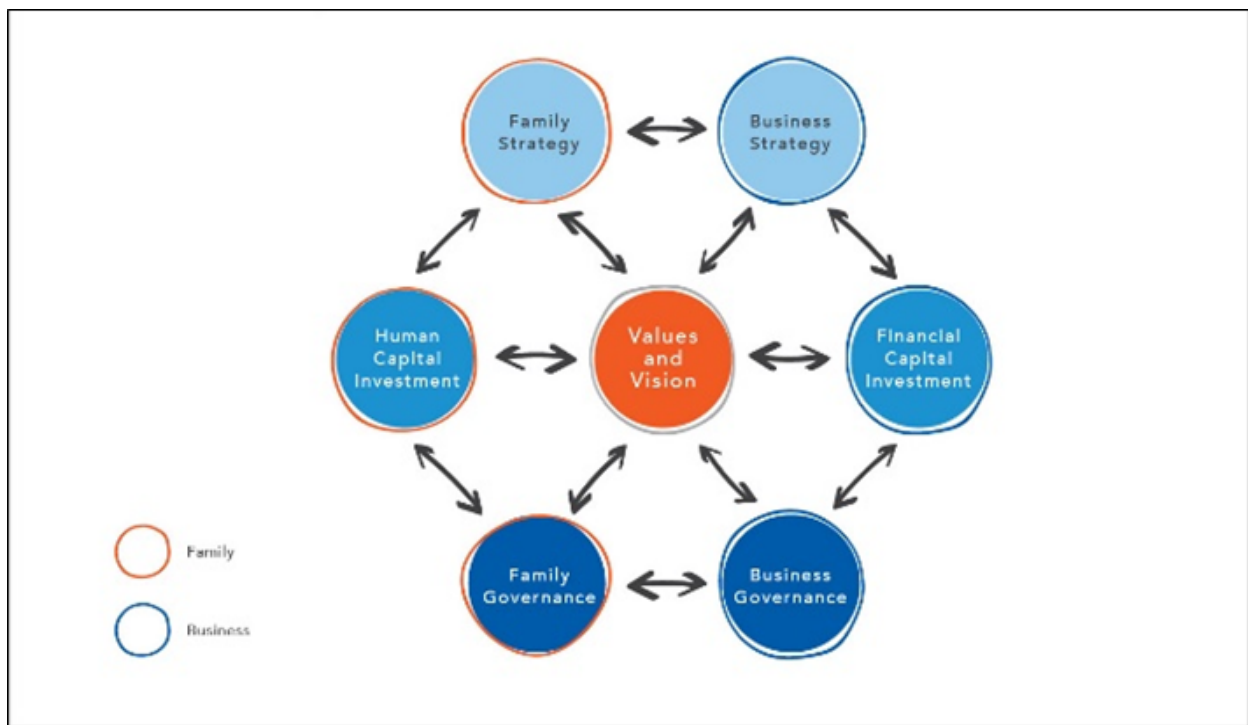 Family
Strategy
Business
Strategy
Human
Capital
Investment
Values
and
Vision
Financial
Capital
Investment
Family
Governance
Business
Governance
Family
Business